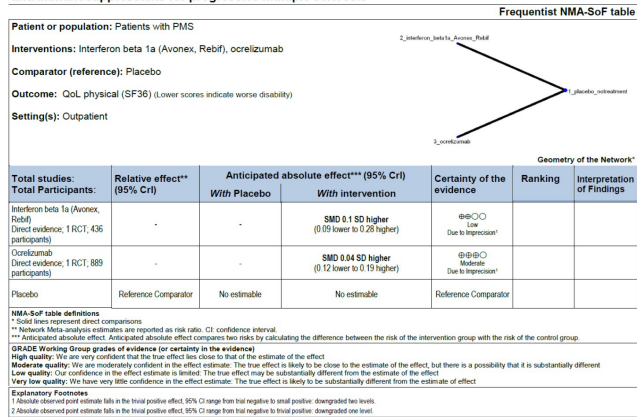 Frequentist NMA-SoF table
Patient or population: Patients with PMS
Interventions: Interferon beta 1a (Avonex, Rebif), ocrelizumab
Comparator (reference): Placebo
Outcome: QoL physical (SF36) (Lower scores indicate worse disability)
Setting(s): Outpatient
2_interferon_beta1a_Avonex_Rebif
1_placebo_notreatment
3_ocrelizumab
Geometry of the Network*
Total studies:
Total Participants:
Relative effect**
(95% CrI)
Anticipated absolute effect*** (95% CrI)
With Placebo
With intervention
Certainty of the
evidence
Ranking
Interpretation
of Findings
Interferon beta 1a (Avonex,
Rebif)
Direct evidence; 1 RCT; 436
participants)
-
-
SMD 0.1 SD higher
(0.09 lower to 0.28 higher)
⊕⊕○○
Low
Due to Imprecision¹
Ocrelizumab
Direct evidence; 1 RCT; 889
participants)
-
-
SMD 0.04 SD higher
(0.12 lower to 0.19 higher)
⊕⊕⊕○
Moderate
Due to Imprecision¹
Placebo
Reference Comparator
No estimable
No estimable
Reference Comparator
NMA-SoF table definitions
* Solid lines represent direct comparisons
** Network Meta-analysis estimates are reported as risk ratio. CI: confidence interval.
*** Anticipated absolute effect. Anticipated absolute effect compares two risks by calculating the difference between the risk of the intervention group with the risk of the control group.
GRADE Working Group grades of evidence (or certainty in the evidence)
High quality: We are very confident that the true effect lies close to that of the estimate of the effect
Moderate quality: We are moderately confident in the effect estimate: The true effect is likely to be close to the estimate of the effect, but there is a possibility that it is substantially different
Low quality: Our confidence in the effect estimate is limited: The true effect may be substantially different from the estimate of the effect
Very low quality: We have very little confidence in the effect estimate: The true effect is likely to be substantially different from the estimate of effect
Explanatory Footnotes
1 Absolute observed point estimate falls in the trivial positive effect, 95% CI range from trial negative to small positive: downgraded two levels.
2 Absolute observed point estimate falls in the trivial positive effect, 95% CI range from trial negative to trivial positive: downgraded one level.